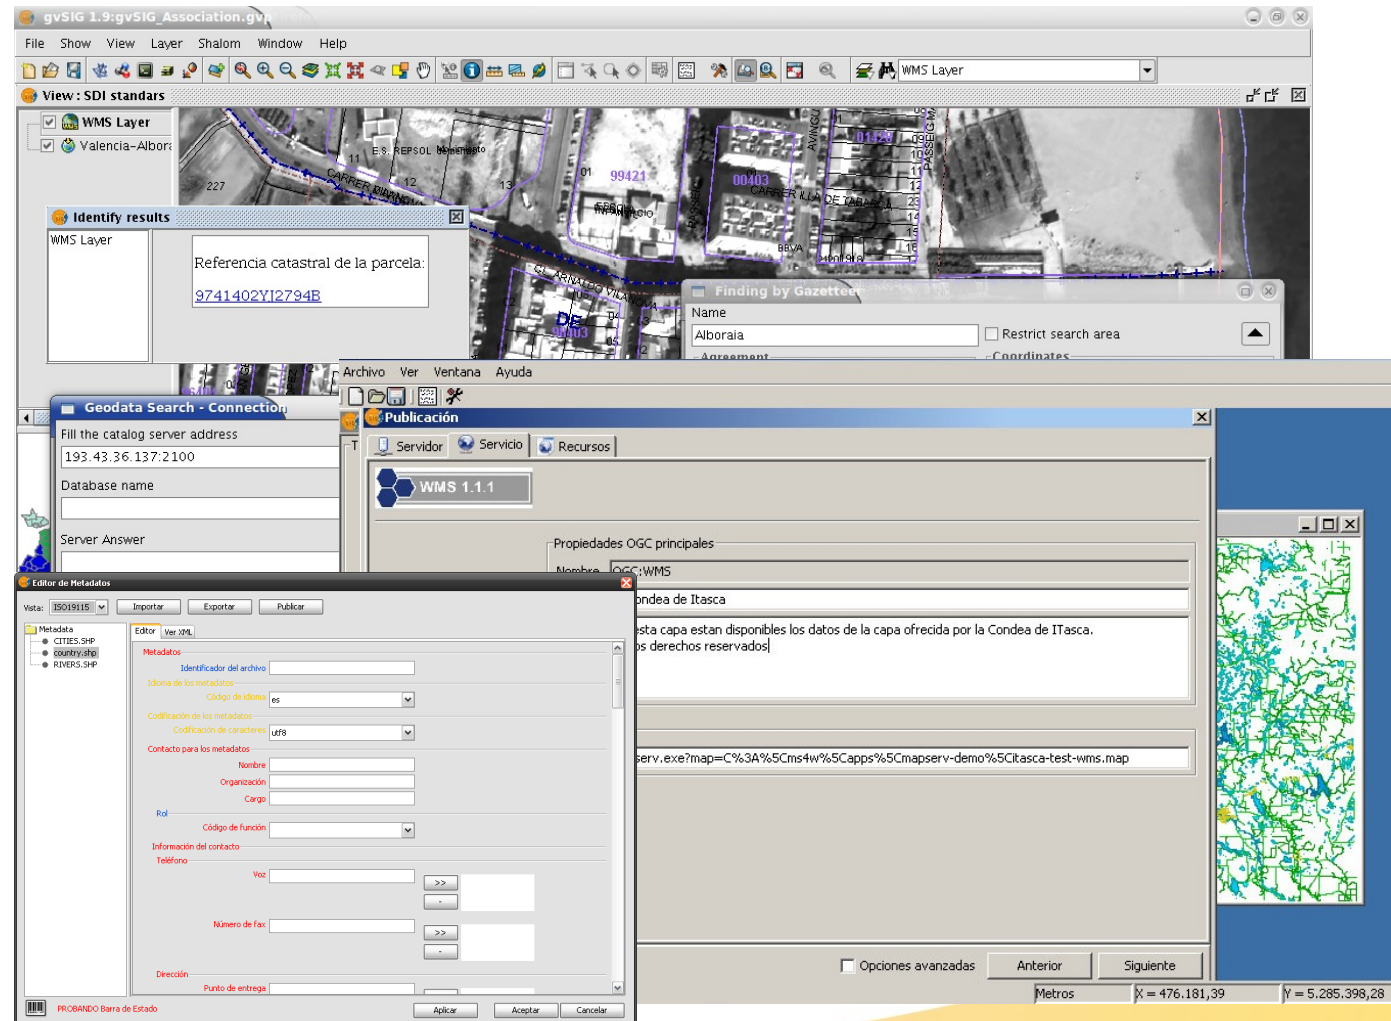 gvSIG 1.9:gvSIG_Association.gvp
File Show View Layer Shalom Window Help
WMS Layer
View : SDI standars
WMS Layer
Valencia-Albora
E.S. REPSOL
11
12
13
227
01
99421
00403
01420
CARRER ILLA DE TABARCA
BBVA
DE
Identify results
WMS Layer
Referencia catastral de la parcela:
9741402YJ2794B
Finding by Gazetteer
Name
Alboraia
Restrict search area
Agreement
Coordinates
Geodata Search - Connection
Fill the catalog server address
193.43.36.137:2100
Database name
Server Answer
Archivo Ver Ventana Ayuda
Publicación
Servidor Servicio Recursos
WMS 1.1.1
Propiedades OGC principales
Nombre OGC:WMS
ondea de Itasca
esta capa estan disponibles los datos de la capa ofrecida por la Condea de ITasca.
os derechos reservados
serv.exe?map=C%3A%5Cms4w%5Capps%5Cmapserv-demo%5Citasca-test-wms.map
Opciones avanzadas Anterior Siguiente
Metros X = 476.181,39 Y = 5.285.398,28
Editor de Metadatos
Vista: ISO19115 Importar Exportar Publicar
Metadata
CITIES.SHP
country.shp
RIVERS.SHP
Editor Ver XML
Metadatos
Identificador del archivo
Idioma de los metadatos
Código de idioma es
Codificación de los metadatos
Codificación de caracteres utf8
Contacto para los metadatos
Nombre
Organización
Cargo
Rol
Código de función
Información del contacto
Teléfono
Voz
>>
-
Número de fax
>>
-
Dirección
Punto de entrega
PROBANDO Barra de Estado
Aplicar Aceptar Cancelar